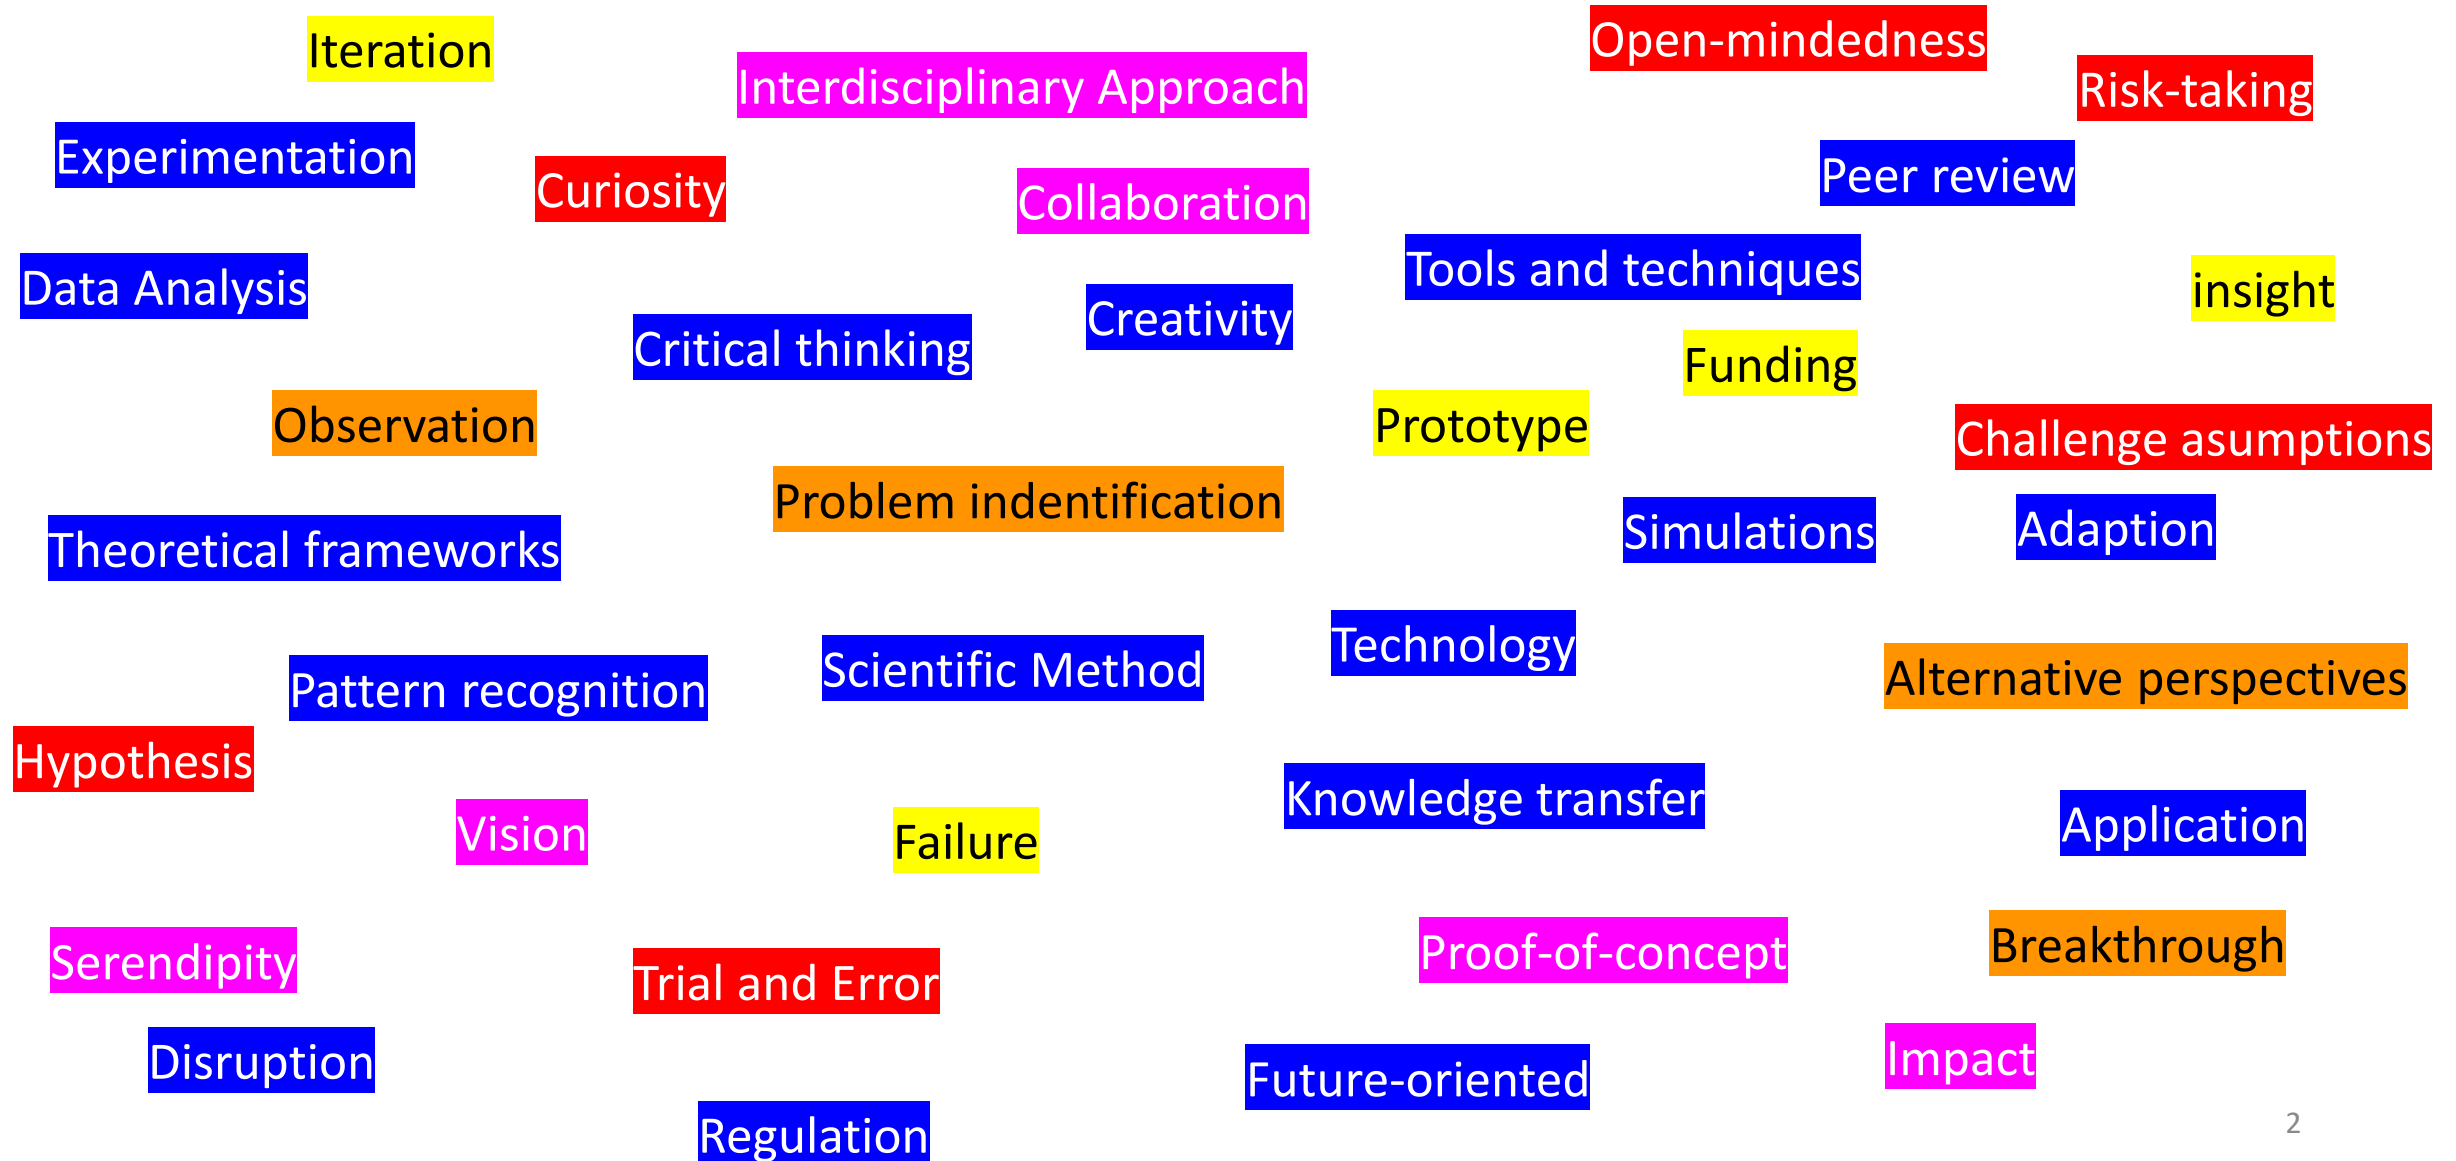 Iteration
Open-mindedness
Interdisciplinary Approach
Risk-taking
Experimentation
Curiosity
Collaboration
Peer review
Data Analysis
Tools and techniques
insight
Creativity
Critical thinking
Funding
Observation
Prototype
Challenge asumptions
Problem indentification
Simulations
Adaption
Theoretical frameworks
Technology
Scientific Method
Alternative perspectives
Pattern recognition
Hypothesis
Knowledge transfer
Vision
Failure
Application
Serendipity
Trial and Error
Proof-of-concept
Breakthrough
Disruption
Future-oriented
Impact
Regulation
2